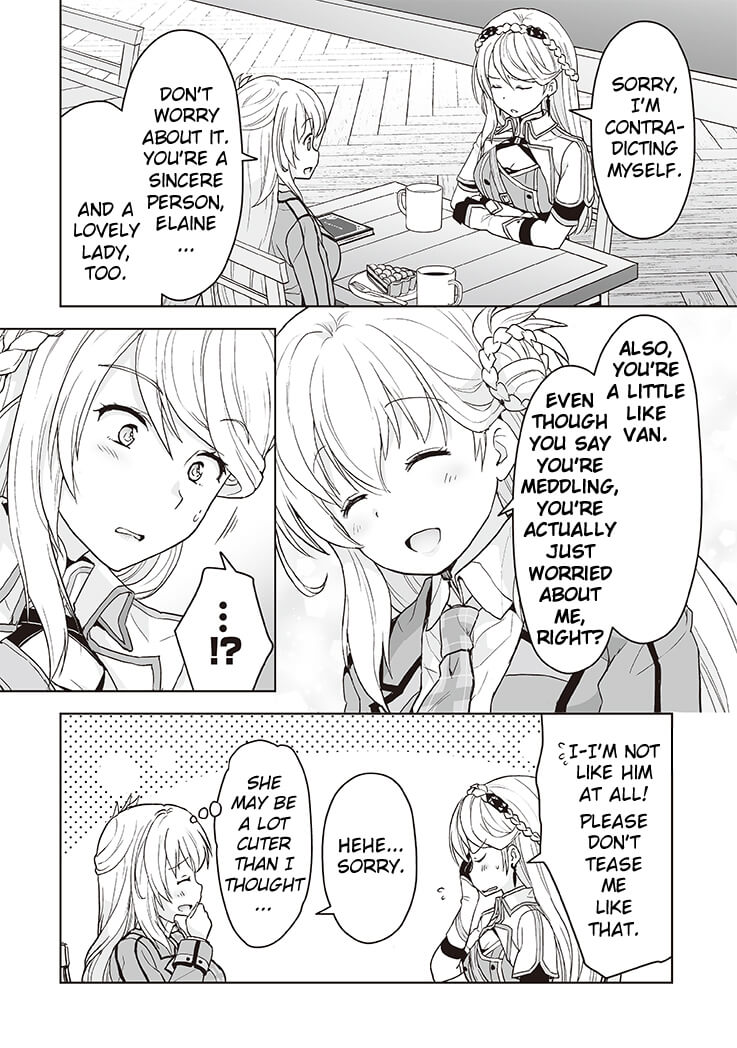 SORRY,
I'M
CONTRA-
DICTING
MYSELF.
DON'T
WORRY
ABOUT IT.
YOU'RE A
SINCERE
PERSON,
ELAINE
...
AND A
LOVELY
LADY,
TOO.
ALSO,
YOU'RE
A LITTLE
LIKE
VAN.
EVEN
THOUGH
YOU SAY
YOU'RE
MEDDLING,
YOU'RE
ACTUALLY
JUST
WORRIED
ABOUT
ME,
RIGHT?
...
!?
I-I'M NOT
LIKE HIM
AT ALL!
PLEASE
DON'T
TEASE
ME
LIKE
THAT.
HEHE...
SORRY.
SHE
MAY BE
A LOT
CUTER
THAN I
THOUGHT
...